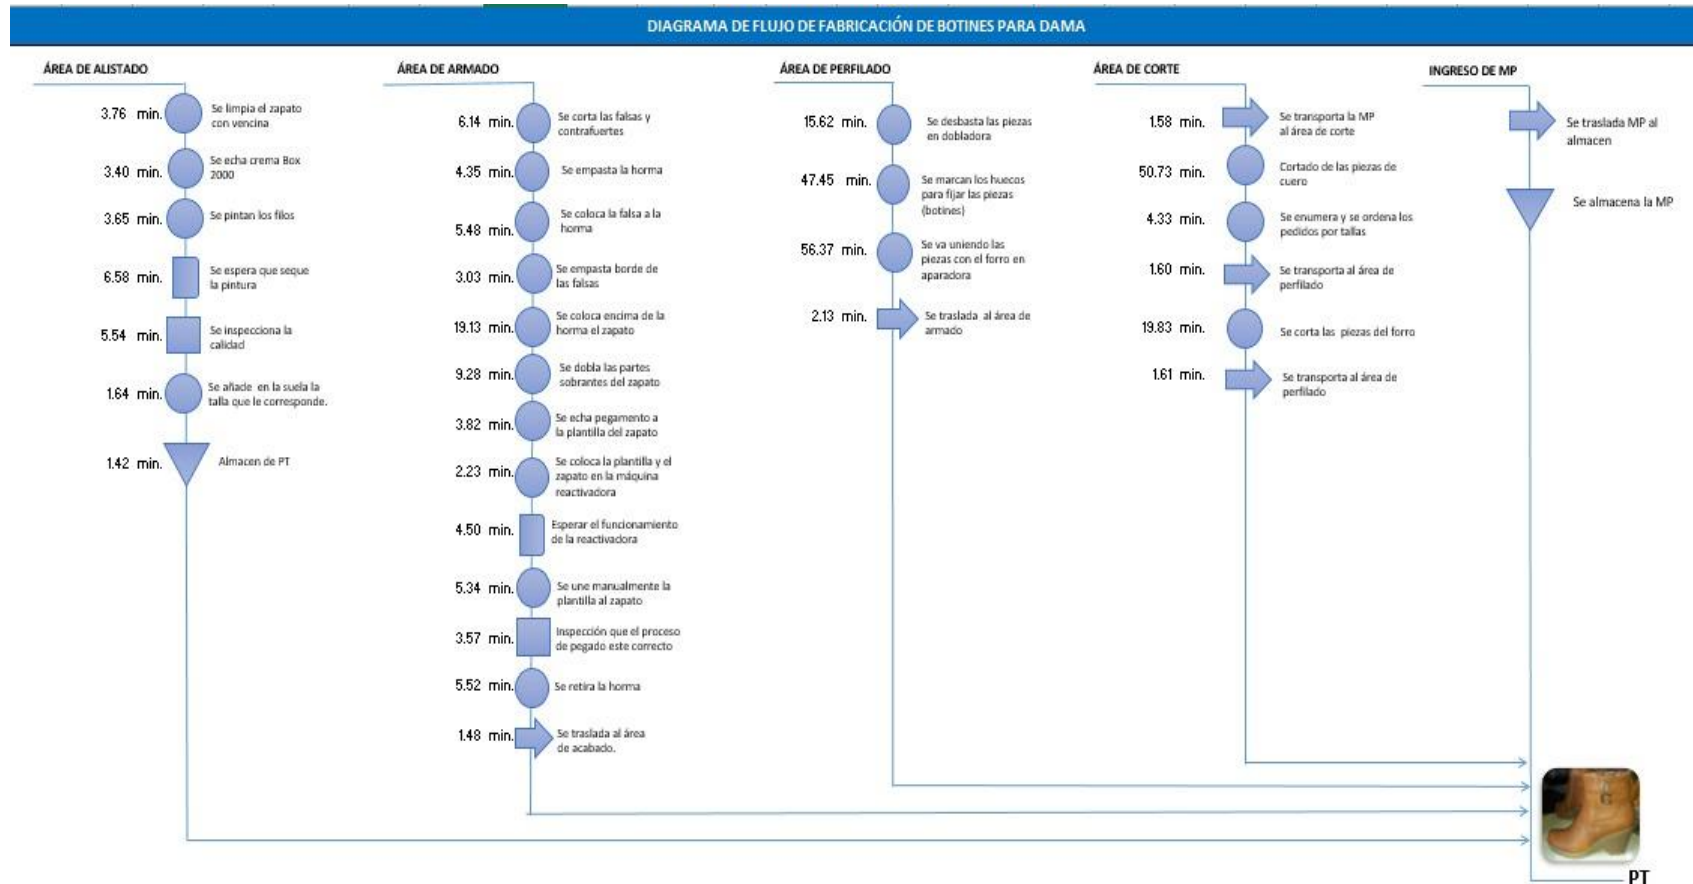 DIAGRAMA DE FLUJO DE FABRICACIÓN DE BOTINES PARA DAMA
ÁREA DE ALISTADO
3.76 min.
Se limpia el zapato
con vencina
3.40 min.
Se echa crema Box
2000
3.65 min.
Se pintan los filos
6.58 min.
Se espera que seque
la pintura
5.54 min.
Se inspecciona la
calidad
1.64 min.
Se añade en la suela la
talla que le corresponde.
1.42 min.
Almacen de PT
ÁREA DE ARMADO
6.14 min.
Se corta las falsas y
contrafuertes
4.35 min.
Se empasta la horma
5.48 min.
Se coloca la falsa a la
horma
3.03 min.
Se empasta borde de
las falsas
19.13 min.
Se coloca encima de la
horma el zapato
9.28 min.
Se dobla las partes
sobrantes del zapato
3.82 min.
Se echa pegamento a
la plantilla del zapato
2.23 min.
Se coloca la plantilla y el
zapato en la máquina
reactivadora
4.50 min.
Esperar el funcionamiento
de la reactivadora
5.34 min.
Se une manualmente la
plantilla al zapato
3.57 min.
Inspección que el proceso
de pegado este correcto
5.52 min.
Se retira la horma
1.48 min.
Se traslada al área
de acabado.
ÁREA DE PERFILADO
15.62 min.
Se desbasta las piezas
en dobladora
47.45 min.
Se marcan los huecos
para fijar las piezas
(botines)
56.37 min.
Se va uniendo las
piezas con el forro en
aparadora
2.13 min.
Se traslada al área de
armado
ÁREA DE CORTE
1.58 min.
Se transporta la MP
al área de corte
50.73 min.
Cortado de las piezas de
cuero
4.33 min.
Se enumera y se ordena los
pedidos por tallas
1.60 min.
Se transporta al área de
perfilado
19.83 min.
Se corta las piezas del forro
1.61 min.
Se transporta al área de
perfilado
INGRESO DE MP
Se traslada MP al
almacen
Se almacena la MP
PT